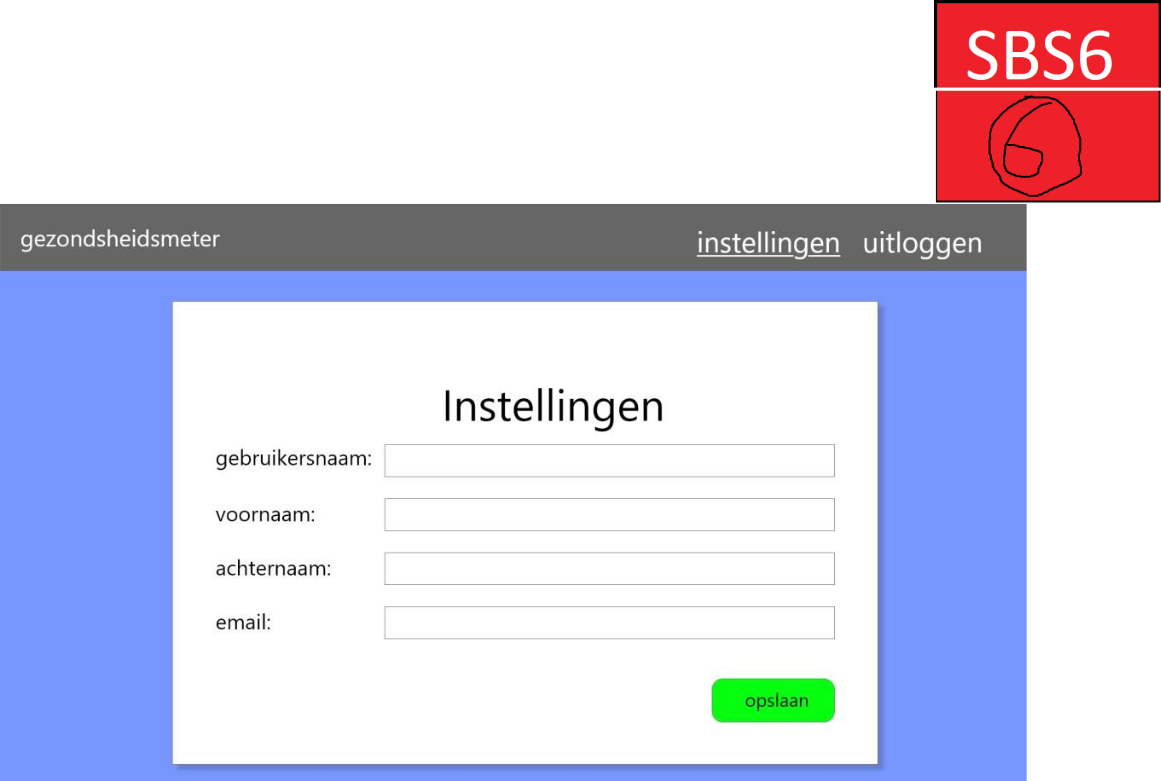 SBS6
gezondsheidsmeter
instellingen uitloggen
Instellingen
gebruikersnaam:
voornaam:
achternaam:
email:
opslaan